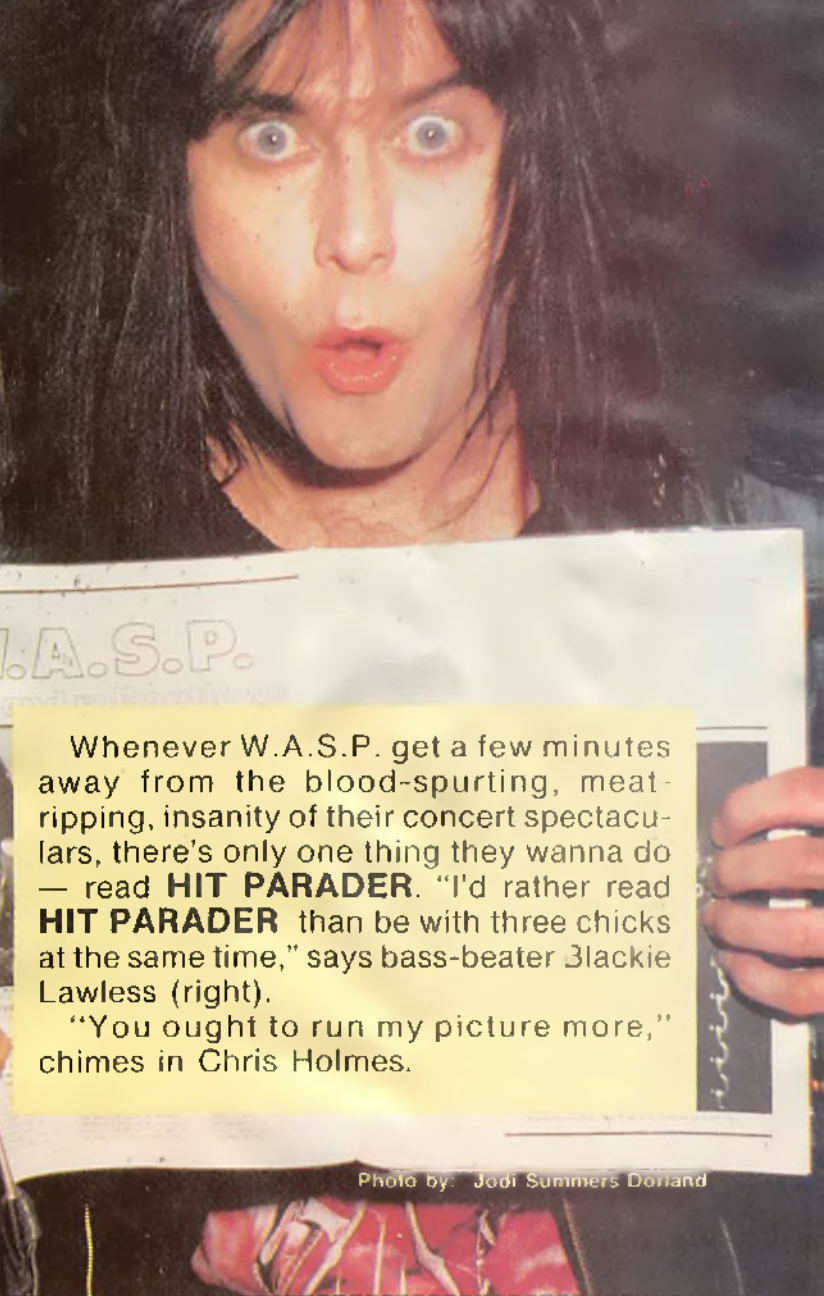 W.A.S.P.
Whenever W.A.S.P. get a few minutes
away from the blood-spurting, meat-
ripping, insanity of their concert spectacu-
lars, there's only one thing they wanna do
— read HIT PARADER. "I'd rather read
HIT PARADER than be with three chicks
at the same time," says bass-beater Blackie
Lawless (right).
"You ought to run my picture more,"
chimes in Chris Holmes.
Photo by: Jodi Summers Dorland